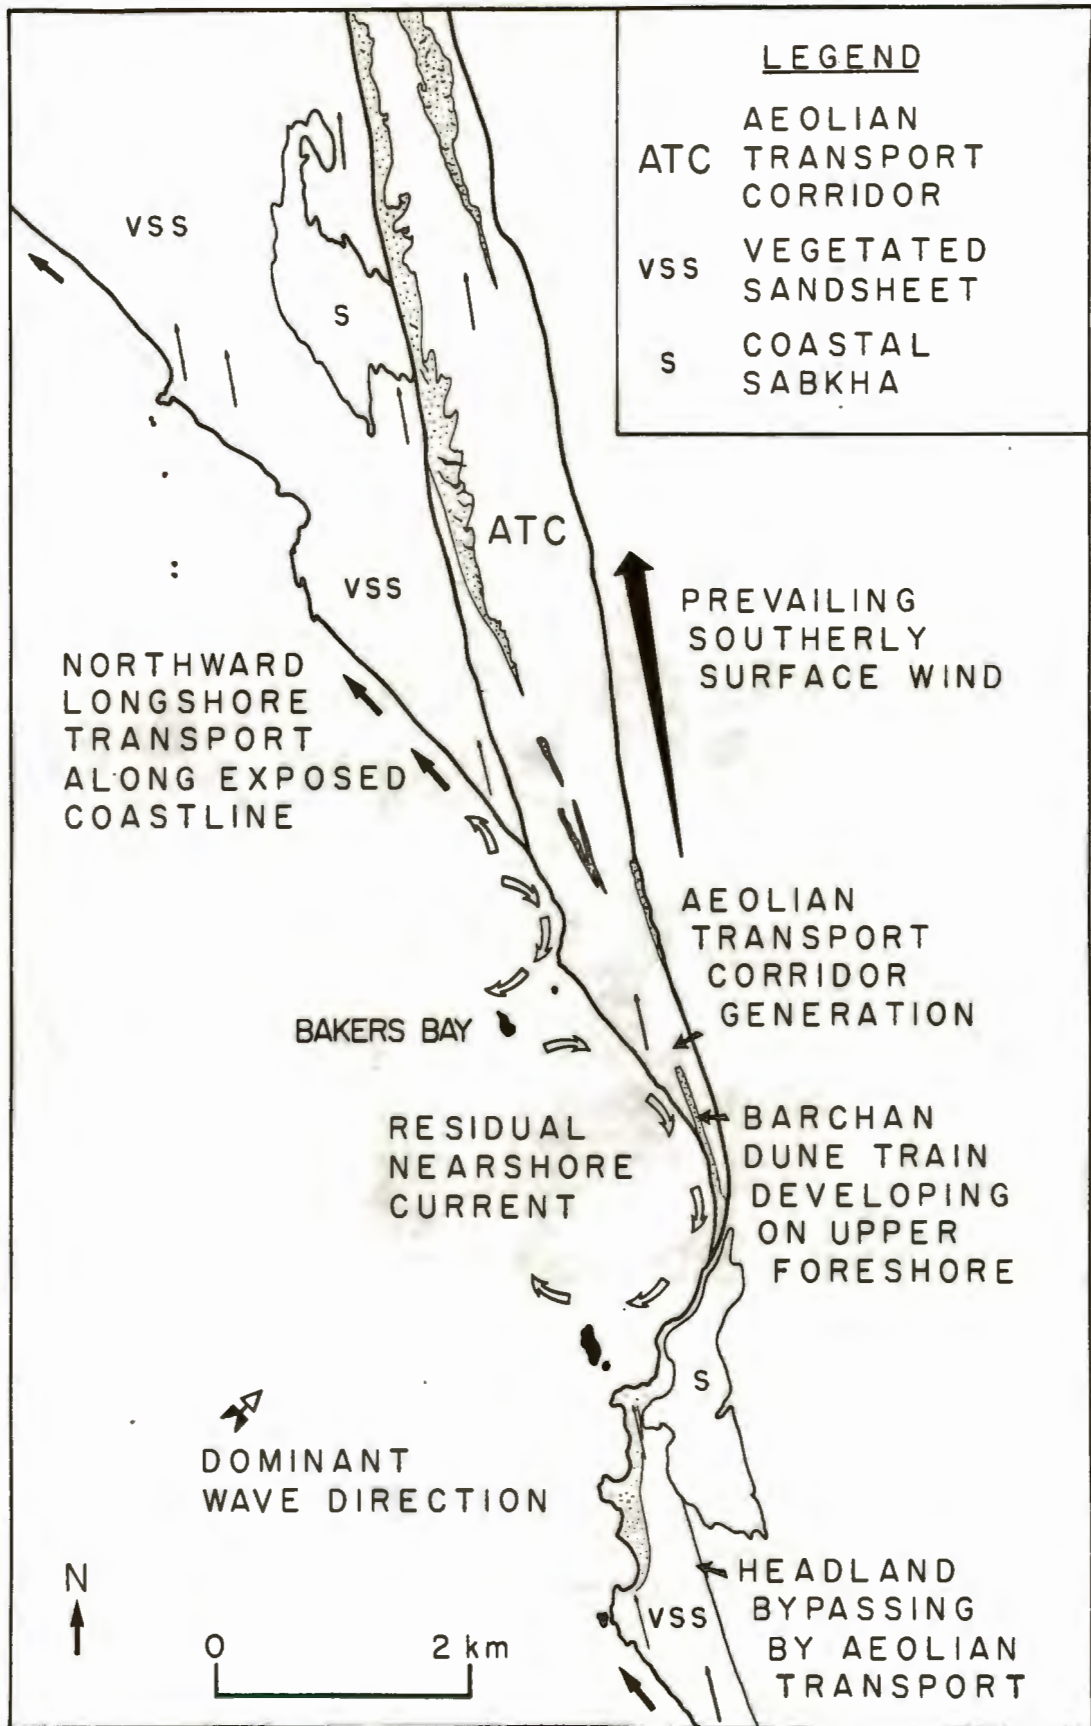 LEGEND
ATC AEOLIAN
TRANSPORT
CORRIDOR
VSS VEGETATED
SANDSHEET
S COASTAL
SABKHA
VSS
S
ATC
VSS
PREVAILING
SOUTHERLY
SURFACE WIND
NORTHWARD
LONGSHORE
TRANSPORT
ALONG EXPOSED
COASTLINE
AEOLIAN
TRANSPORT
CORRIDOR
GENERATION
BAKERS BAY
RESIDUAL
NEARSHORE
CURRENT
BARCHAN
DUNE TRAIN
DEVELOPING
ON UPPER
FORESHORE
S
DOMINANT
WAVE DIRECTION
N
0 2 km
HEADLAND
BYPASSING
BY AEOLIAN
TRANSPORT
VSS